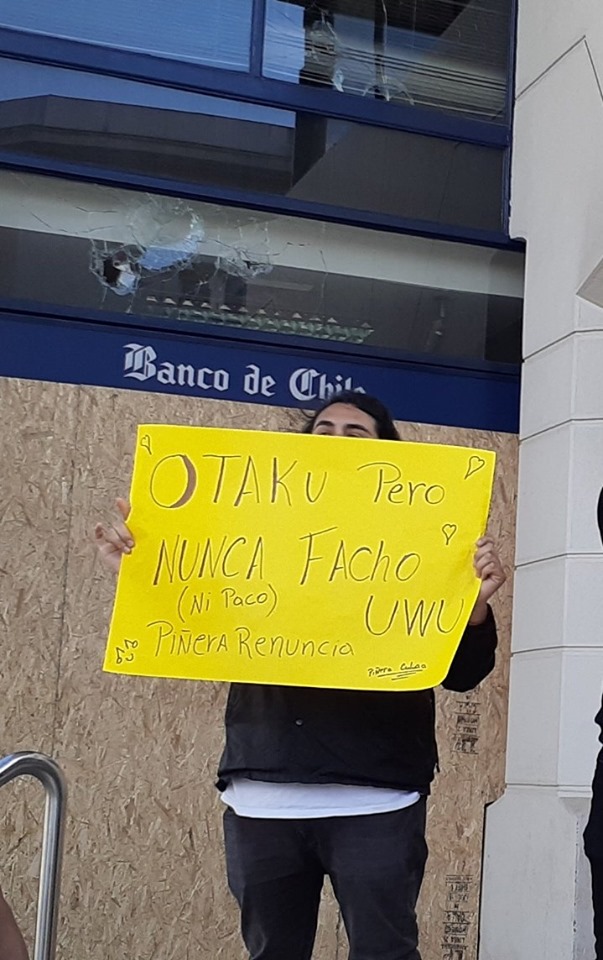 Banco de Chile
OTAKU Pero
NUNCA FAcho
(Ni Paco)
UWU
PiÑerA Renuncia